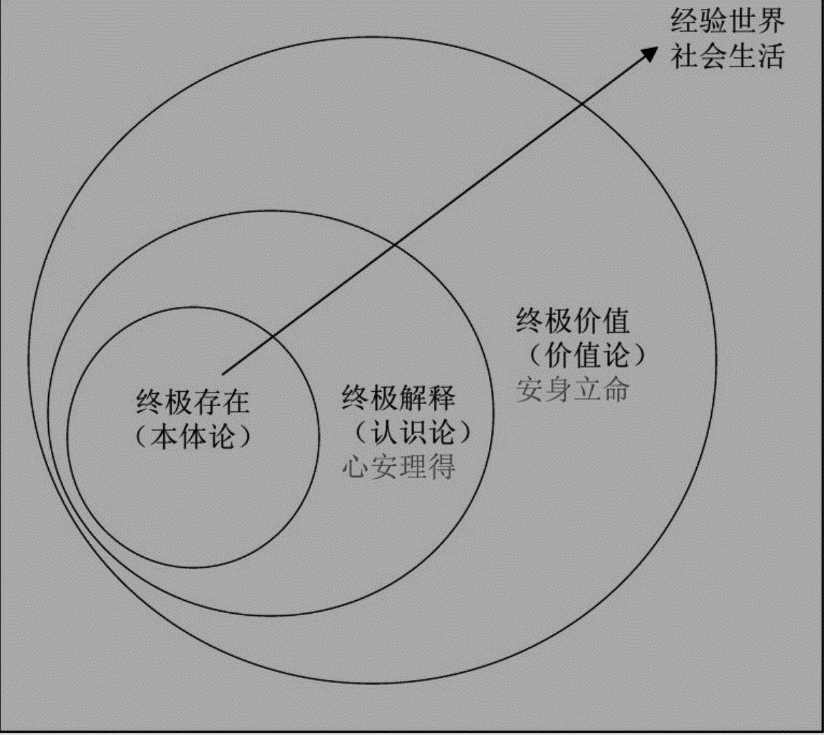 经验世界
社会生活
终极价值
（价值论）
安身立命
终极解释
（认识论）
心安理得
终极存在
（本体论）